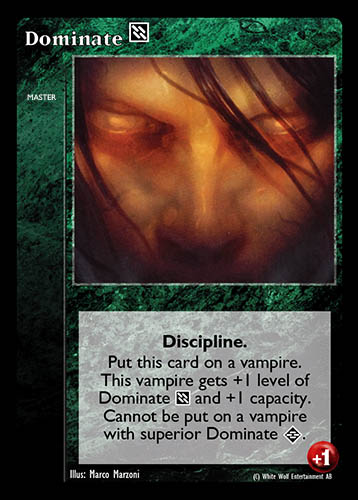 Dominate
MASTER
Discipline.
Put this card on a vampire.
This vampire gets +1 level of
Dominate and +1 capacity.
Cannot be put on a vampire
with superior Dominate .
+1
Illus: Marco Marzoni
(C) White Wolf Entertainment AB